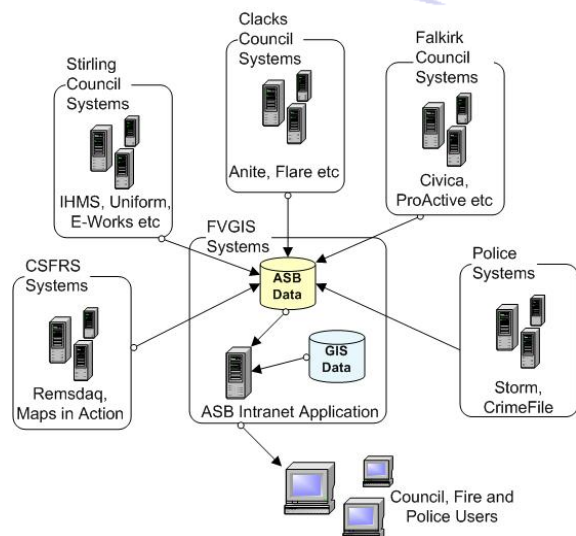 Clacks
Council
Systems
Anite, Flare etc
Stirling
Council
Systems
IHMS, Uniform,
E-Works etc
Falkirk
Council
Systems
Civica,
ProActive etc
FVGIS
Systems
ASB
Data
GIS
Data
ASB Intranet Application
CSFRS
Systems
Remsdaq,
Maps in Action
Police
Systems
Storm,
CrimeFile
Council, Fire and
Police Users